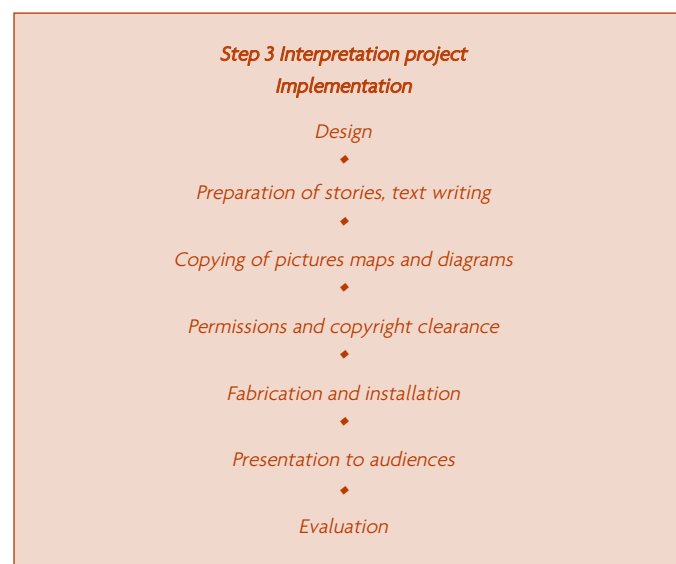 Step 3 Interpretation project
Implementation
Design
Preparation of stories, text writing
Copying of pictures maps and diagrams
Permissions and copyright clearance
Fabrication and installation
Presentation to audiences
Evaluation